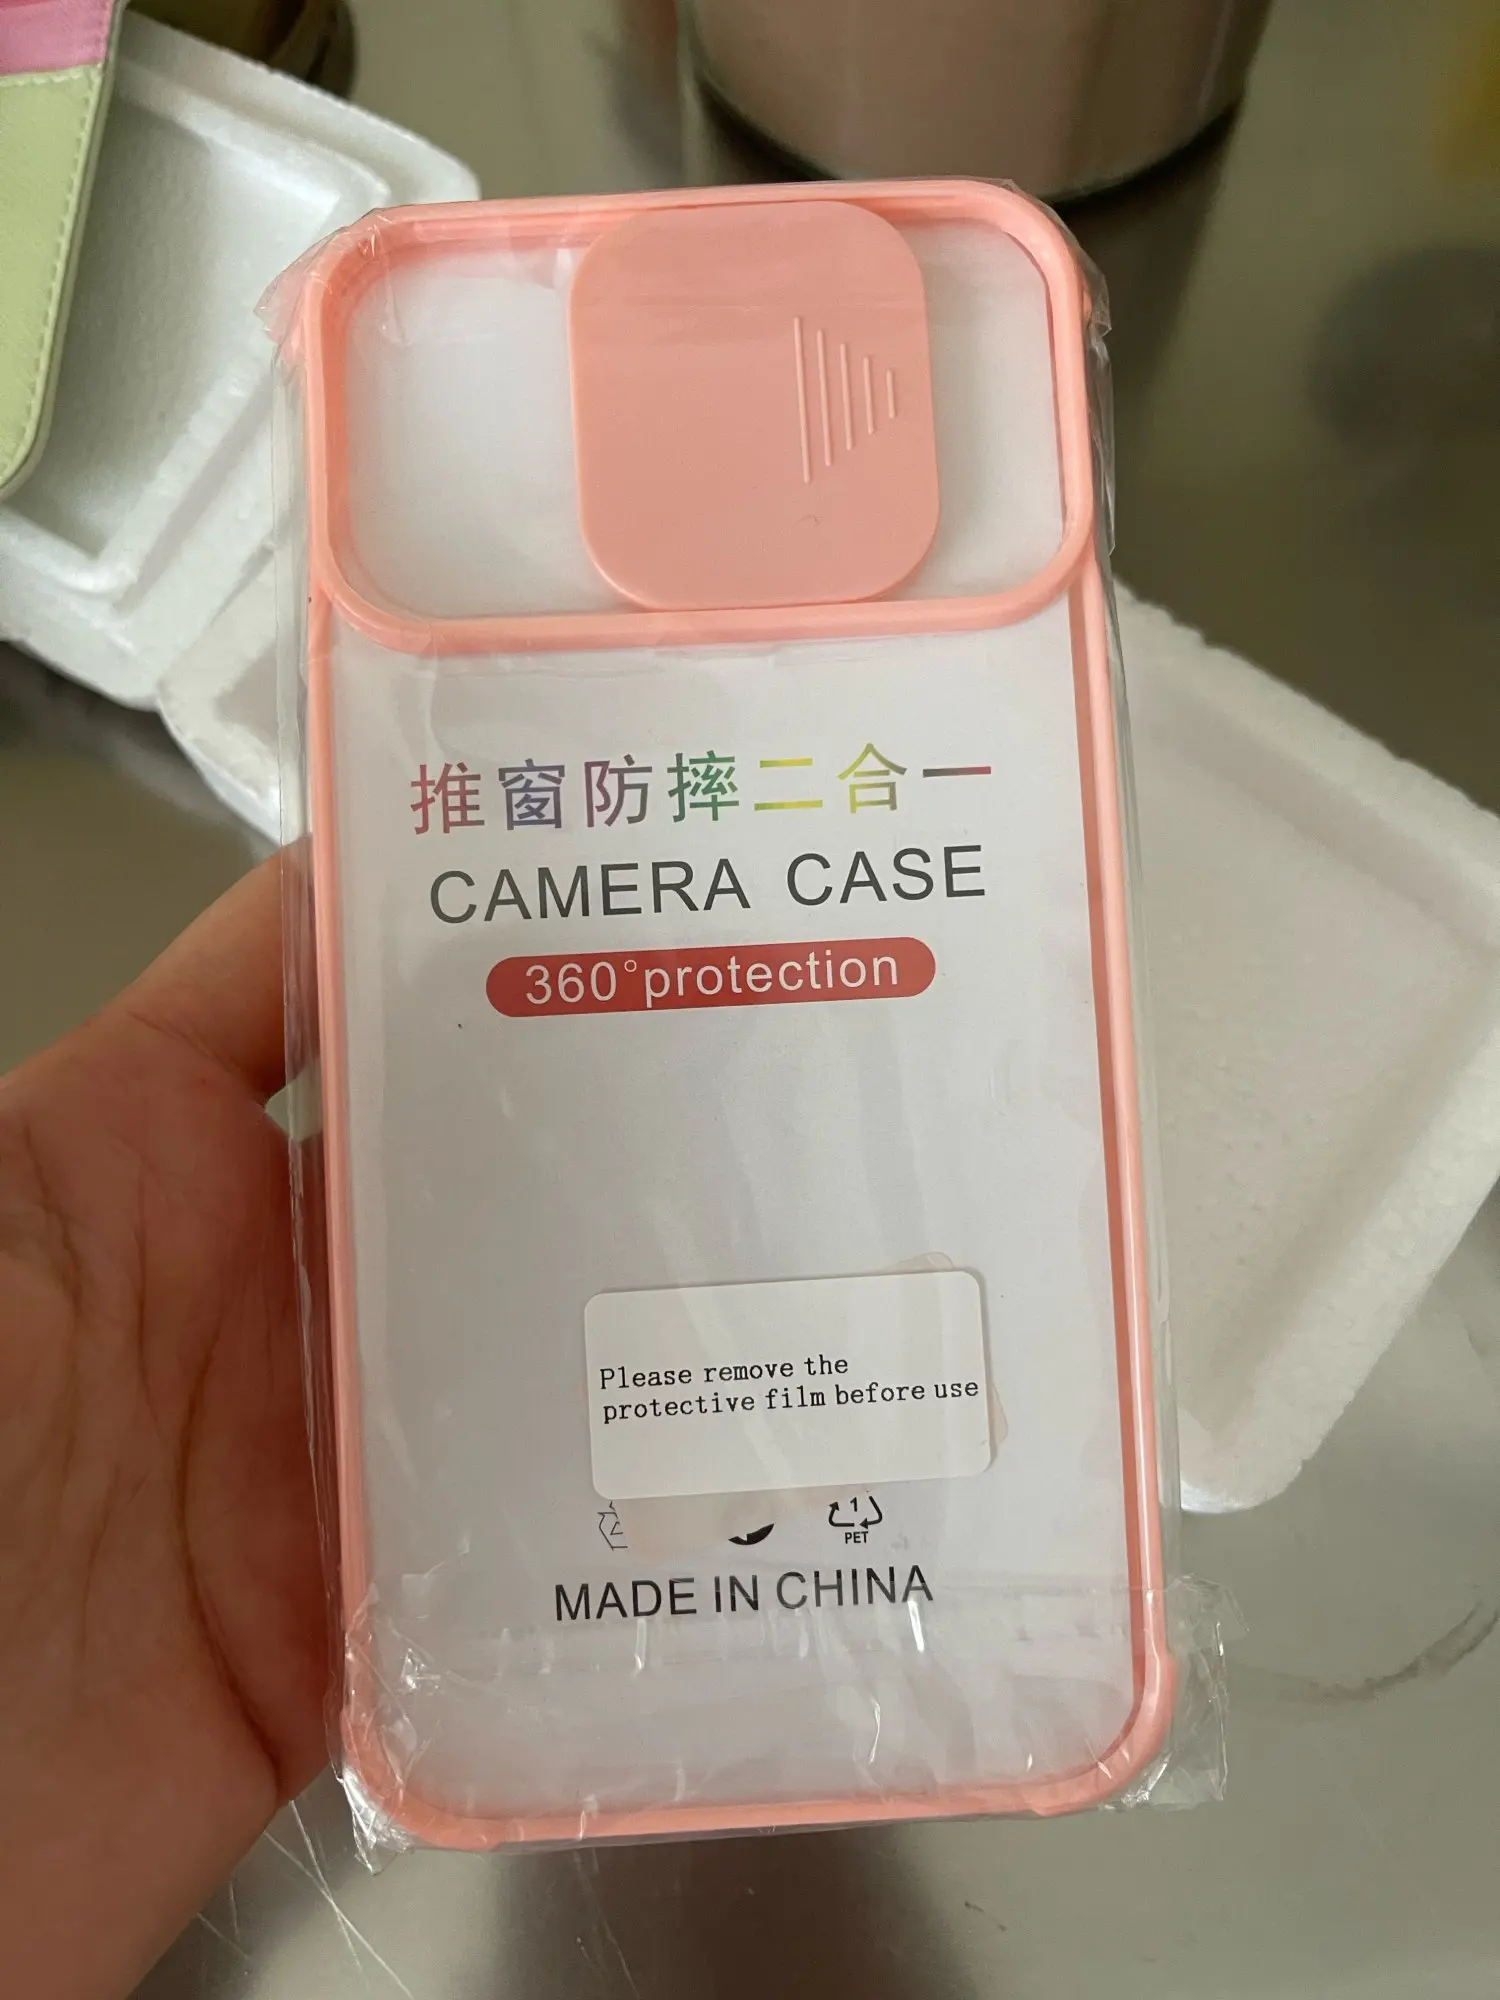 推窗防摔二合一
CAMERA CASE
360°protection
Please remove the
protective film before use
1
PET
MADE IN CHINA